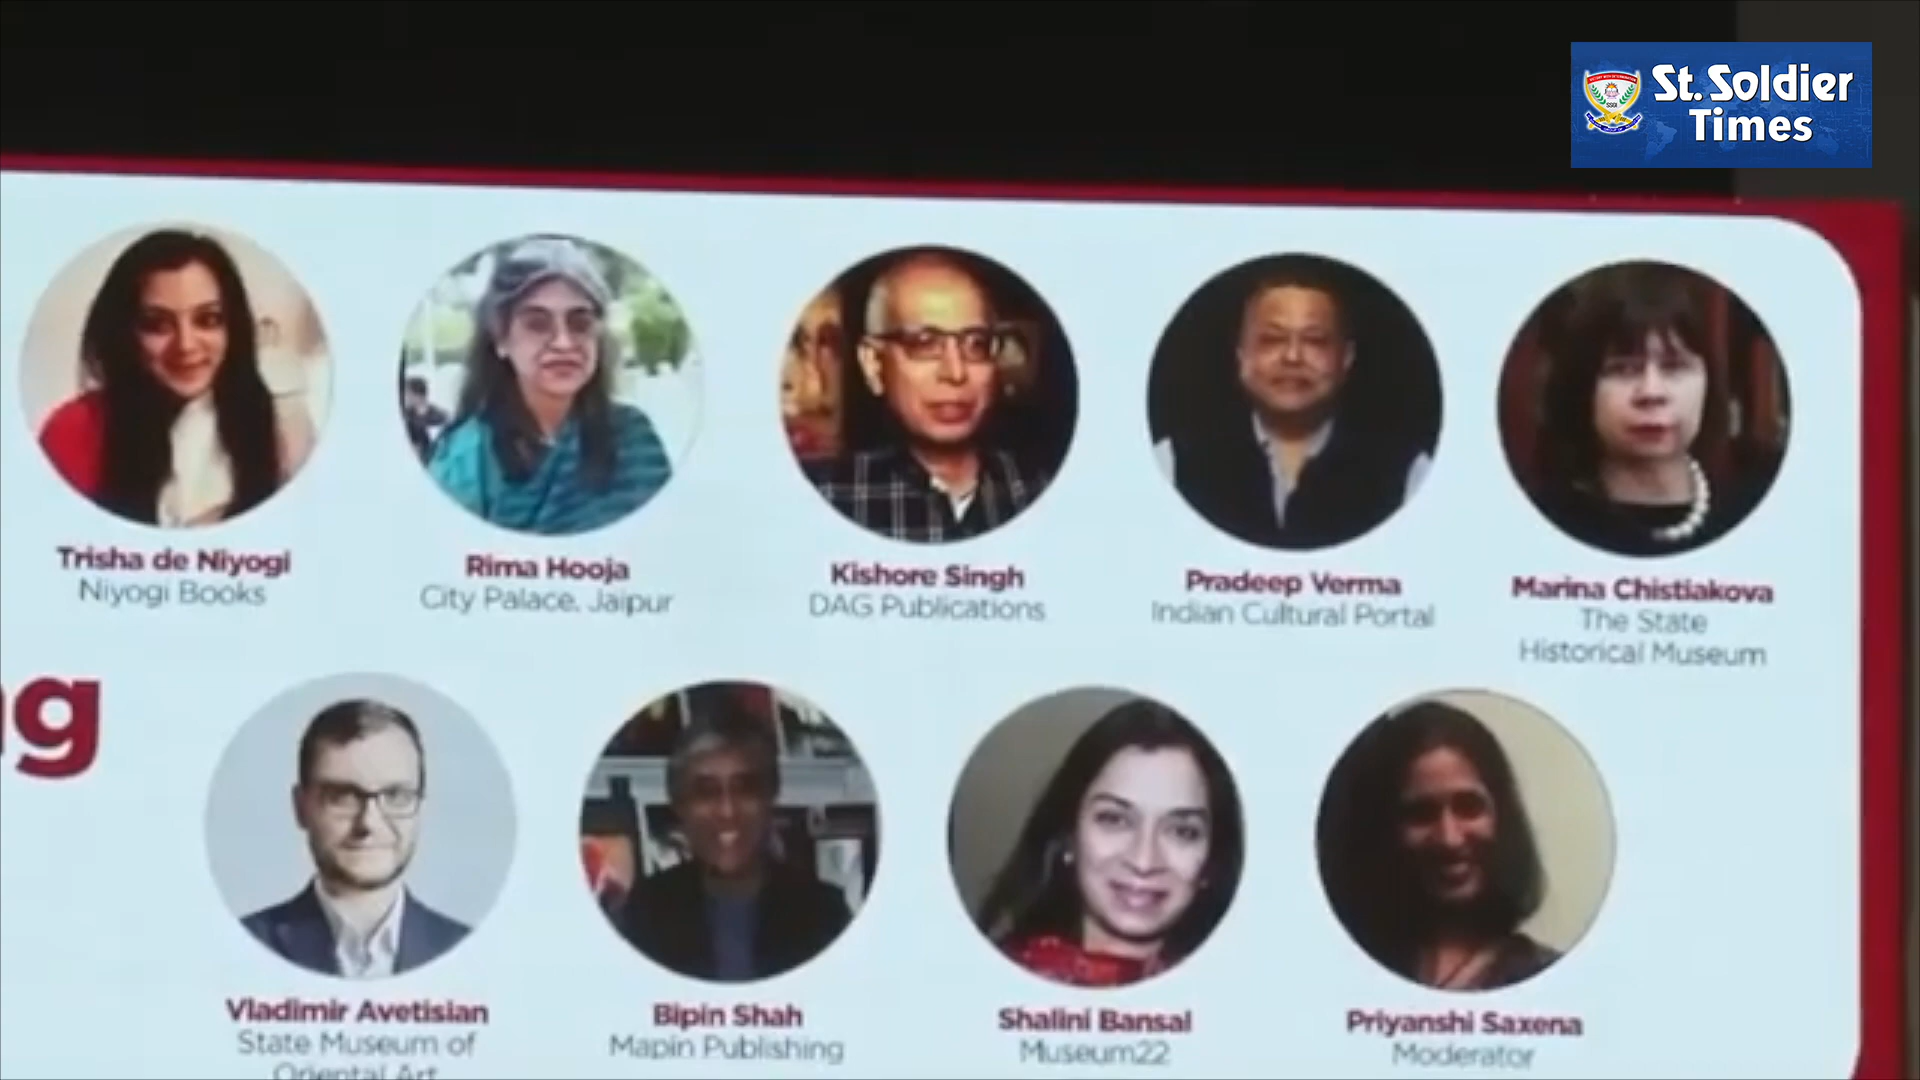 St. Soldier
Times
Trisha de Niyogi
Niyogi Books
Rima Hooja
City Palace, Jaipur
Kishore Singh
DAG Publications
Pradeep Verma
Indian Cultural Portal
Marina Chistiakova
The State
Historical Museum
Vladimir Avetisian
State Museum of
Oriental Art
Bipin Shah
Mapin Publishing
Shalini Bansal
Museum22
Priyanshi Saxena
Moderator